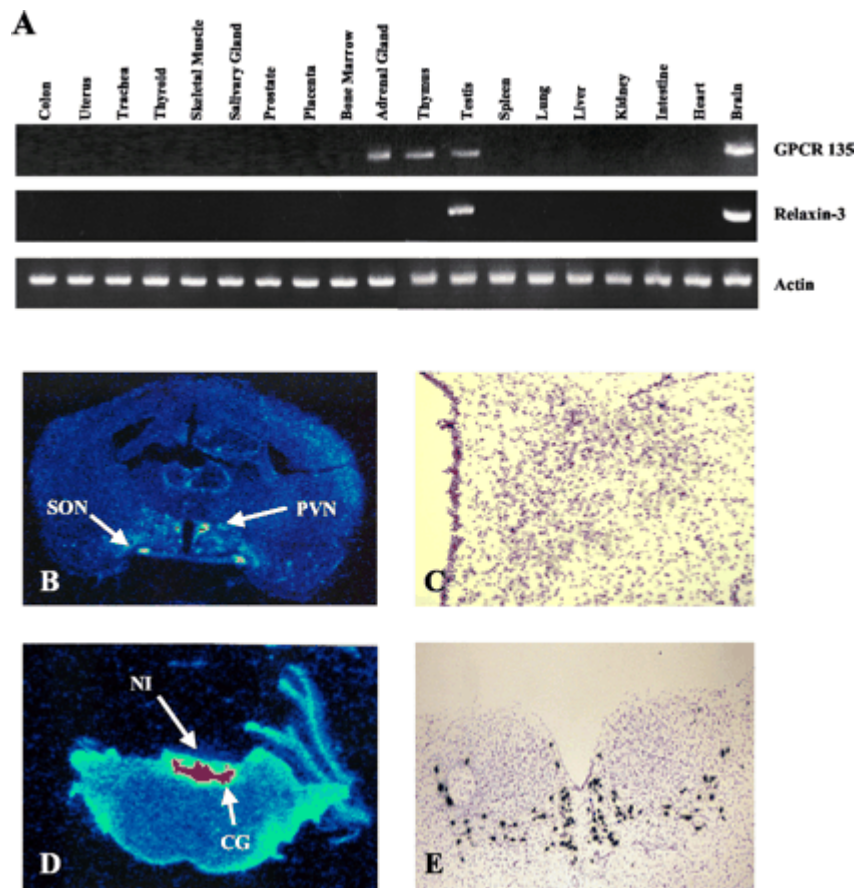 A
Colon
Uterus
Trachea
Thyroid
Skeletal Muscle
Salivary Gland
Prostate
Placenta
Bone Marrow
Adrenal Gland
Thymus
Testis
Spleen
Lung
Liver
Kidney
Intestine
Heart
Brain
GPCR 135
Relaxin-3
Actin
SON
PVN
B
C
NI
CG
D
E